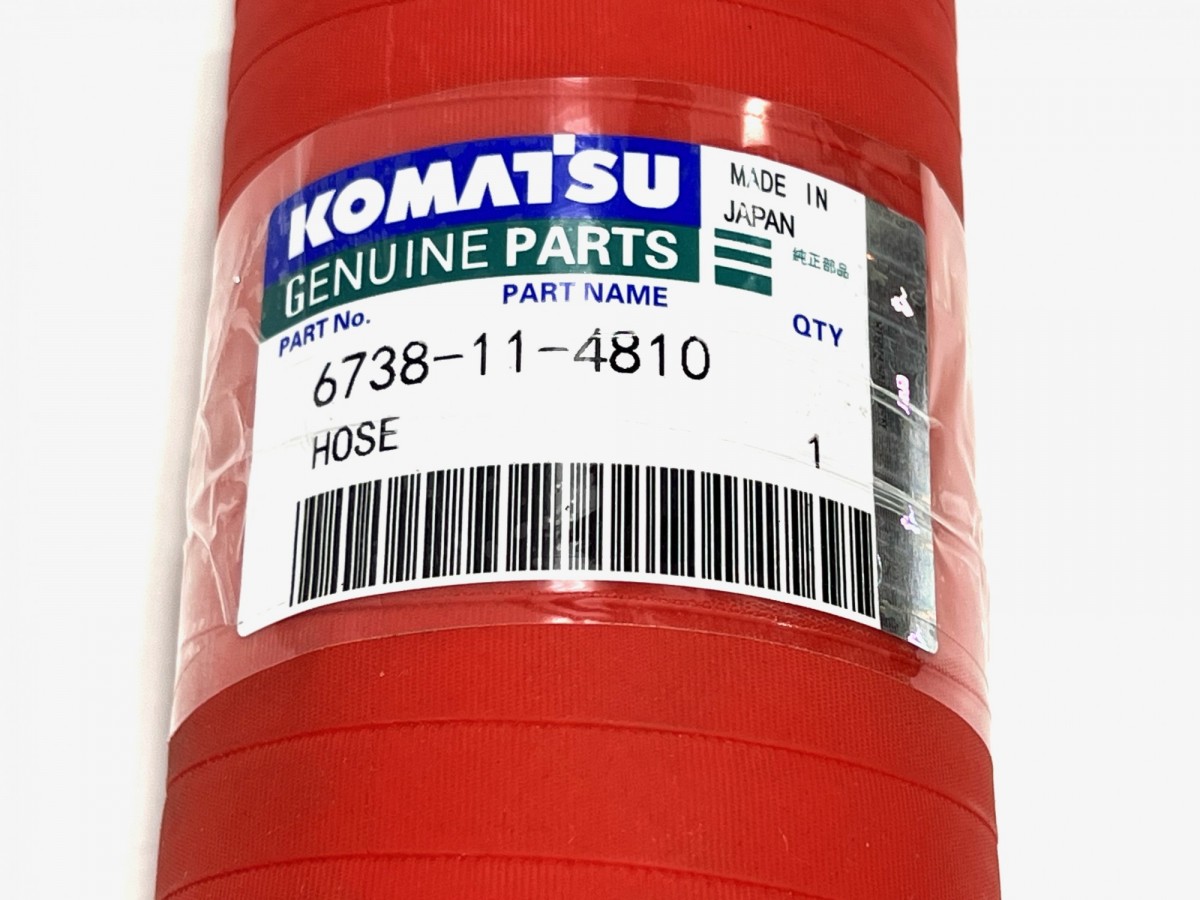 KOMATSU
GENUINE PARTS
MADE IN
JAPAN
純正部品
PART No.
PART NAME
QTY
6738-11-4810
HOSE
1